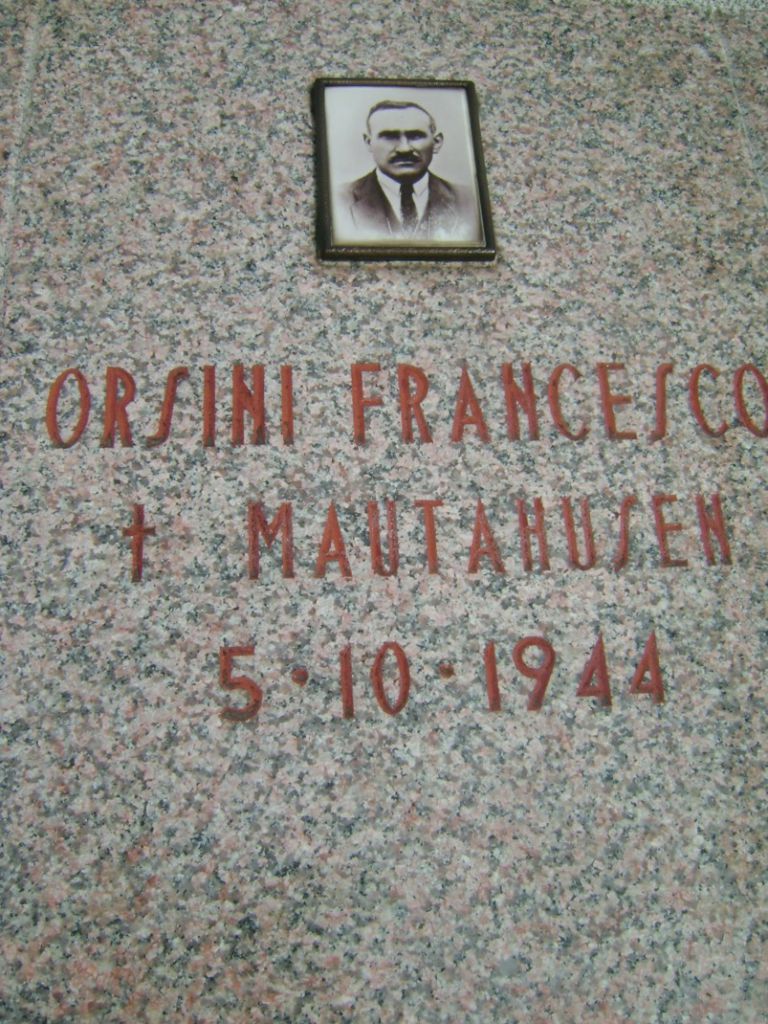 ORSINI FRANCESCO
† MAUTAHUSEN
5·10·1944